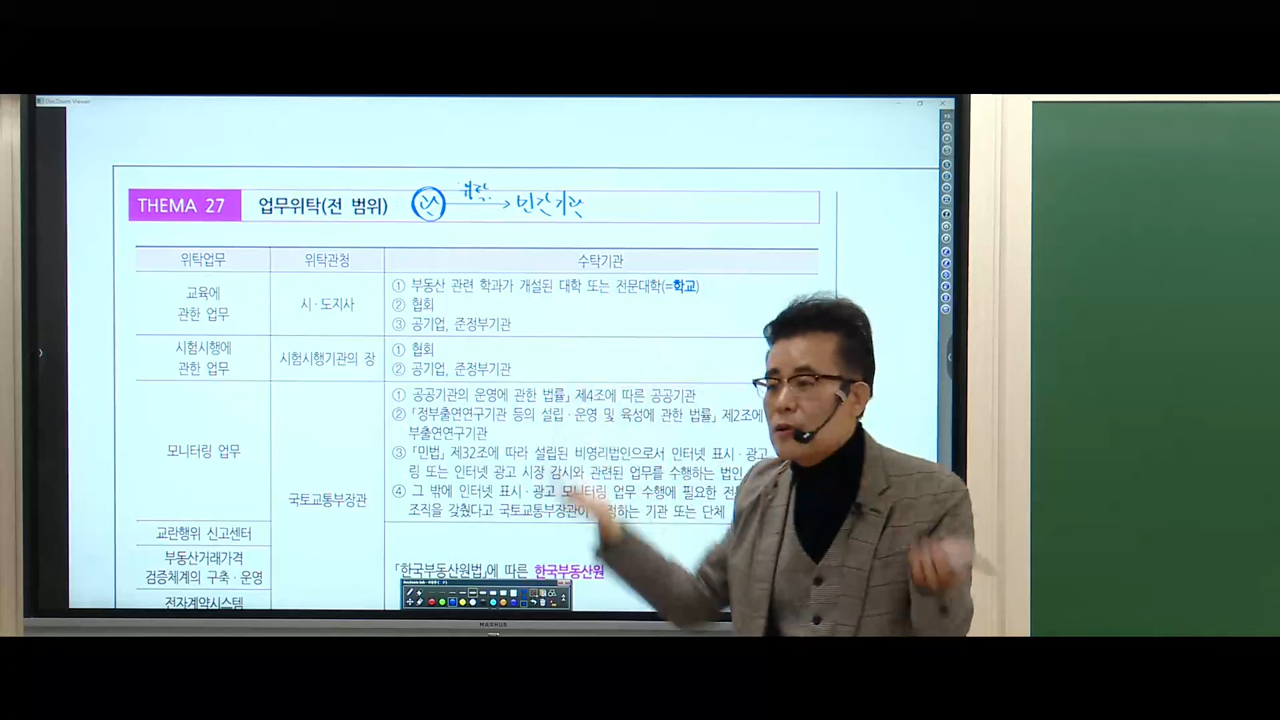 DocZoom Viewer
THEMA 27 업무위탁(전 범위) 관 위탁 → 민간기관
위탁업무 위탁관청 수탁기관
교육에
관한 업무
시·도지사
① 부동산 관련 학과가 개설된 대학 또는 전문대학(=학교)
② 협회
③ 공기업, 준정부기관
시험시행에
관한 업무
시험시행기관의 장
① 협회
② 공기업, 준정부기관
모니터링 업무
국토교통부장관
① 공공기관의 운영에 관한 법률」 제4조에 따른 공공기관
② 「정부출연연구기관 등의 설립·운영 및 육성에 관한 법률」 제2조에
부출연연구기관
③ 「민법」 제32조에 따라 설립된 비영리법인으로서 인터넷 표시·광고
링 또는 인터넷 광고 시장 감시와 관련된 업무를 수행하는 법인
④ 그 밖에 인터넷 표시·광고 모니터링 업무 수행에 필요한
조직을 갖췄다고 국토교통부장관이 하는 기관 또는 단체
교란행위 신고센터
부동산거래가격
검증체계의 구축·운영
「한국부동산원법」에 따른 한국부동산원
전자계약시스템
MAXHUB